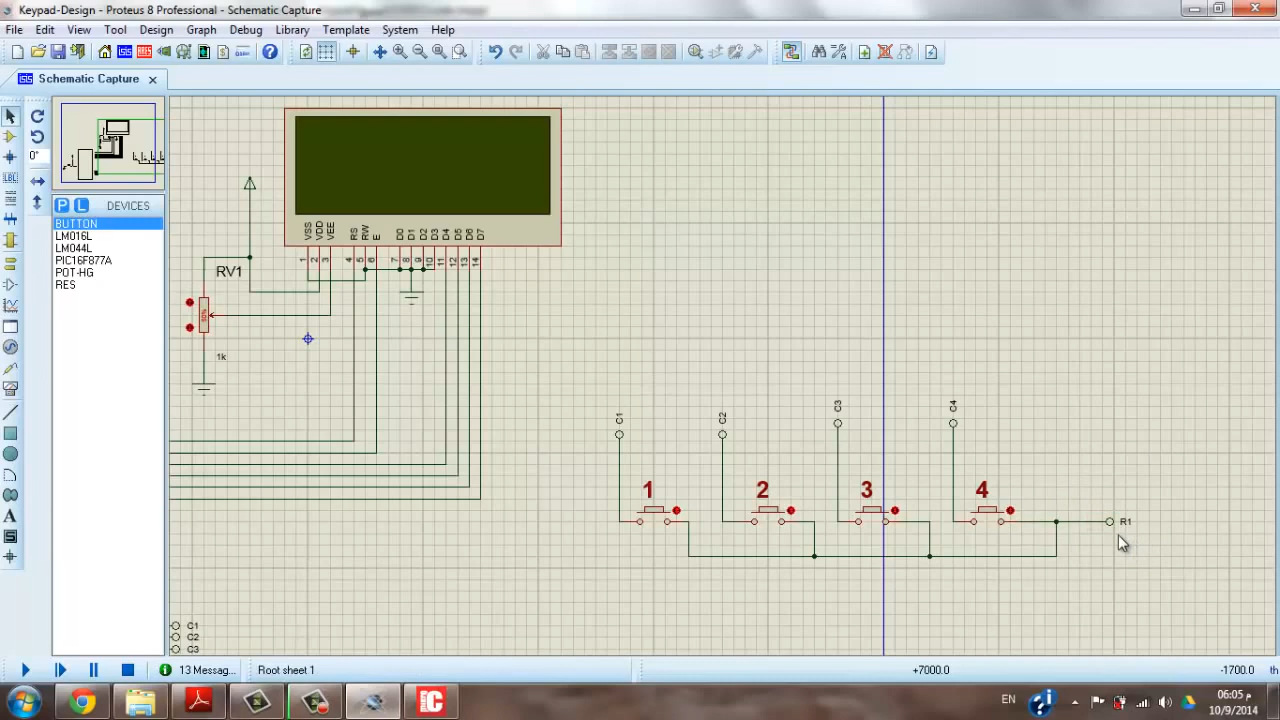 Keypad-Design - Proteus 8 Professional - Schematic Capture
File Edit View Tool Design Graph Debug Library Template System Help
Schematic Capture
0°
P L DEVICES
BUTTON
LM016L
LM044L
PIC16F877A
POT-HG
RES
LBL
A
VSS VDD VEE RS RW E D0 D1 D2 D3 D4 D5 D6 D7
1 2 3 4 5 6 7 8 9 10 11 12 13 14
RV1
50%
1k
C1 C2 C3 C4
1 2 3 4
R1
C1
C2
C3
13 Messag... Root sheet 1 +7000.0 -1700.0 th
EN 06:05 م
10/9/2014